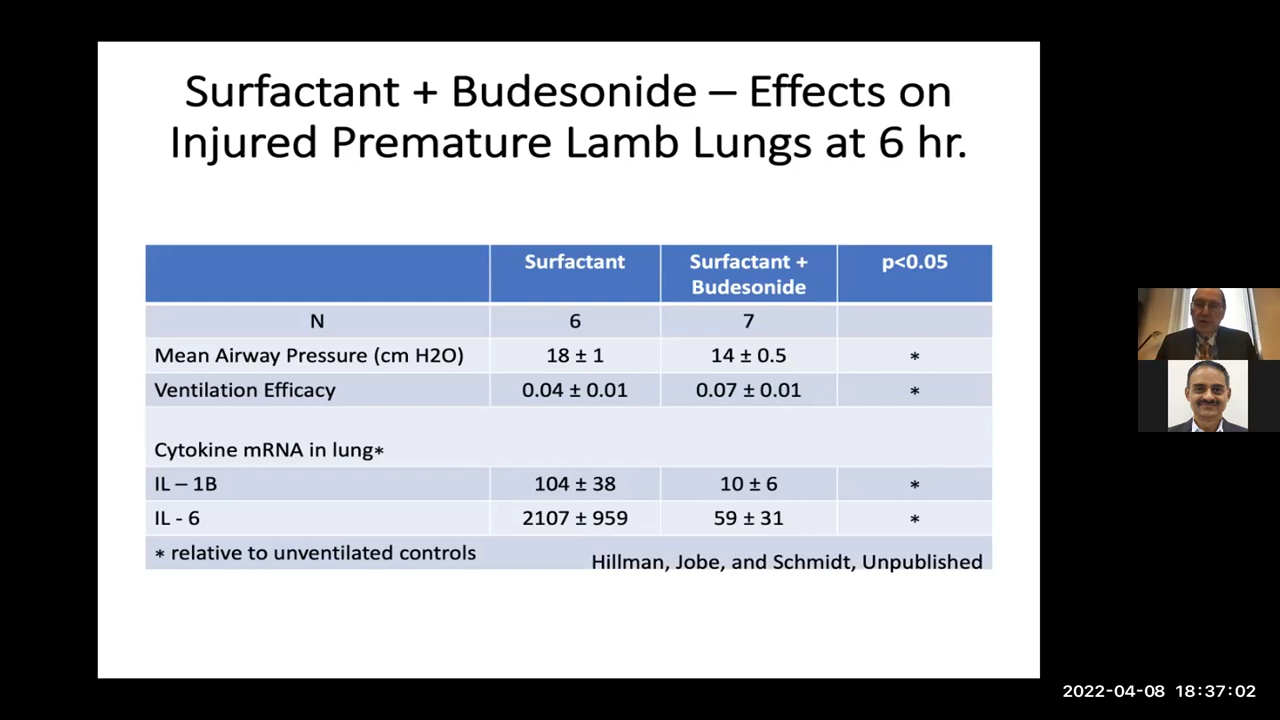 Surfactant + Budesonide – Effects on
Injured Premature Lamb Lungs at 6 hr.
Surfactant Surfactant + Budesonide p<0.05
N 6 7
Mean Airway Pressure (cm H2O) 18 ± 1 14 ± 0.5 *
Ventilation Efficacy 0.04 ± 0.01 0.07 ± 0.01 *
Cytokine mRNA in lung*
IL – 1B 104 ± 38 10 ± 6 *
IL - 6 2107 ± 959 59 ± 31 *
* relative to unventilated controls
Hillman, Jobe, and Schmidt, Unpublished
2022-04-08 18:37:02